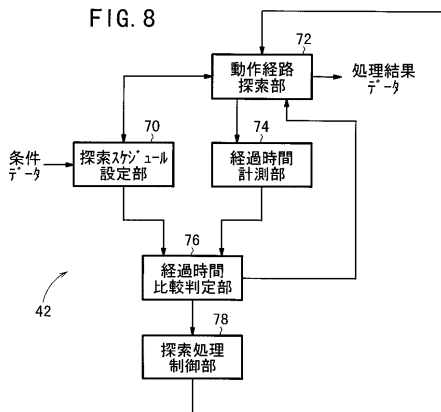 FIG. 8
72
動作経路
探索部
処理結果
データ
70
74
条件
データ
探索スケジュール
設定部
経過時間
計測部
76
経過時間
比較判定部
42
78
探索処理
制御部